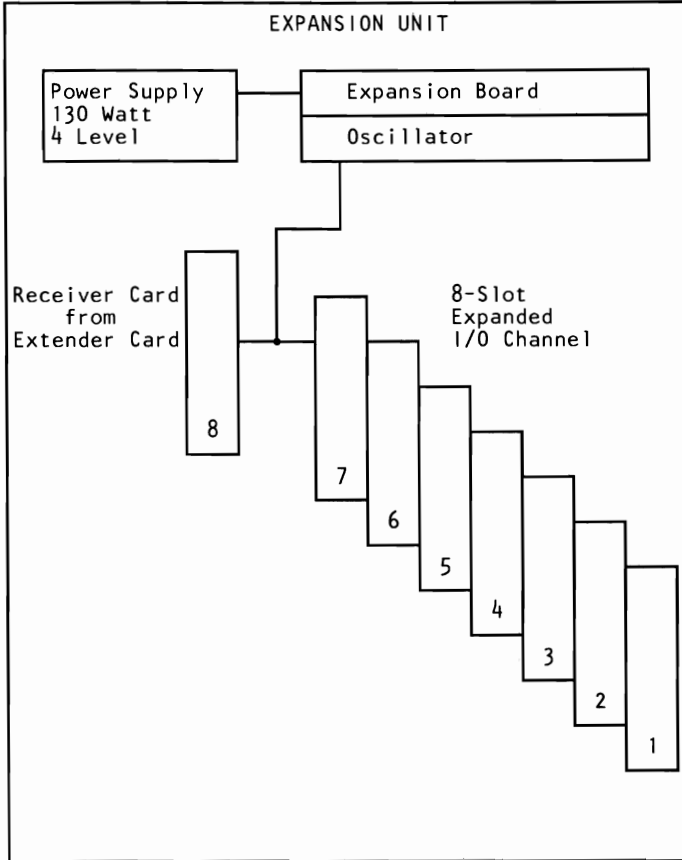 EXPANSION UNIT
Power Supply
130 Watt
4 Level
Expansion Board
Oscillator
Receiver Card
from
Extender Card
8-Slot
Expanded
I/O Channel
8
7
6
5
4
3
2
1